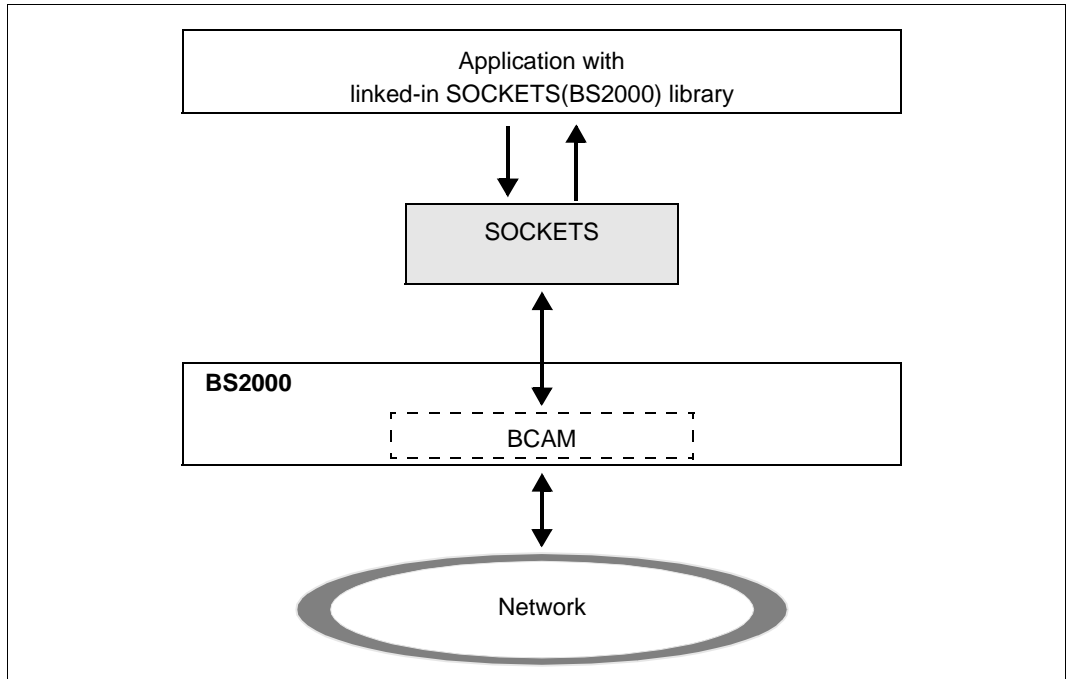 Application with
linked-in SOCKETS(BS2000) library
SOCKETS
BS2000
BCAM
Network